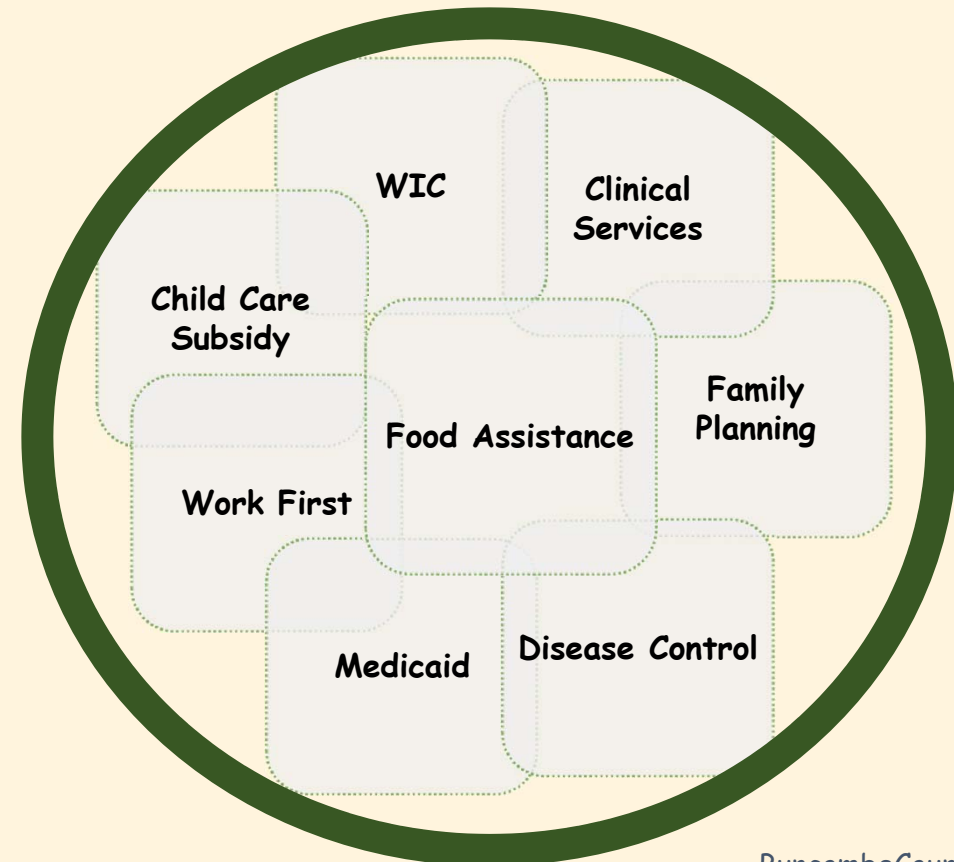 WIC
Clinical
Services
Child Care
Subsidy
Family
Planning
Food Assistance
Work First
Disease Control
Medicaid